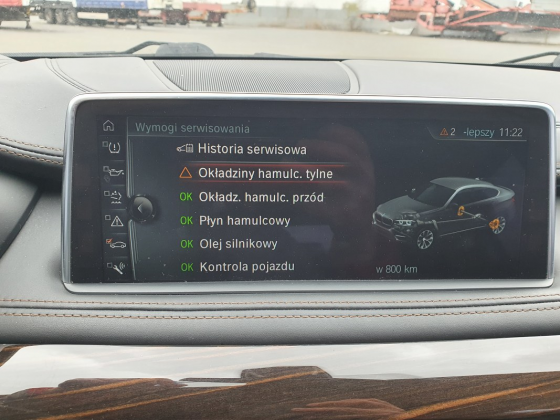 Wymogi serwisowania
2 -lepszy 11:22
Historia serwisowa
Okładziny hamulc. tylne
OK Okładz. hamulc. przód
OK Płyn hamulcowy
OK Olej silnikowy
OK Kontrola pojazdu
w 800 km